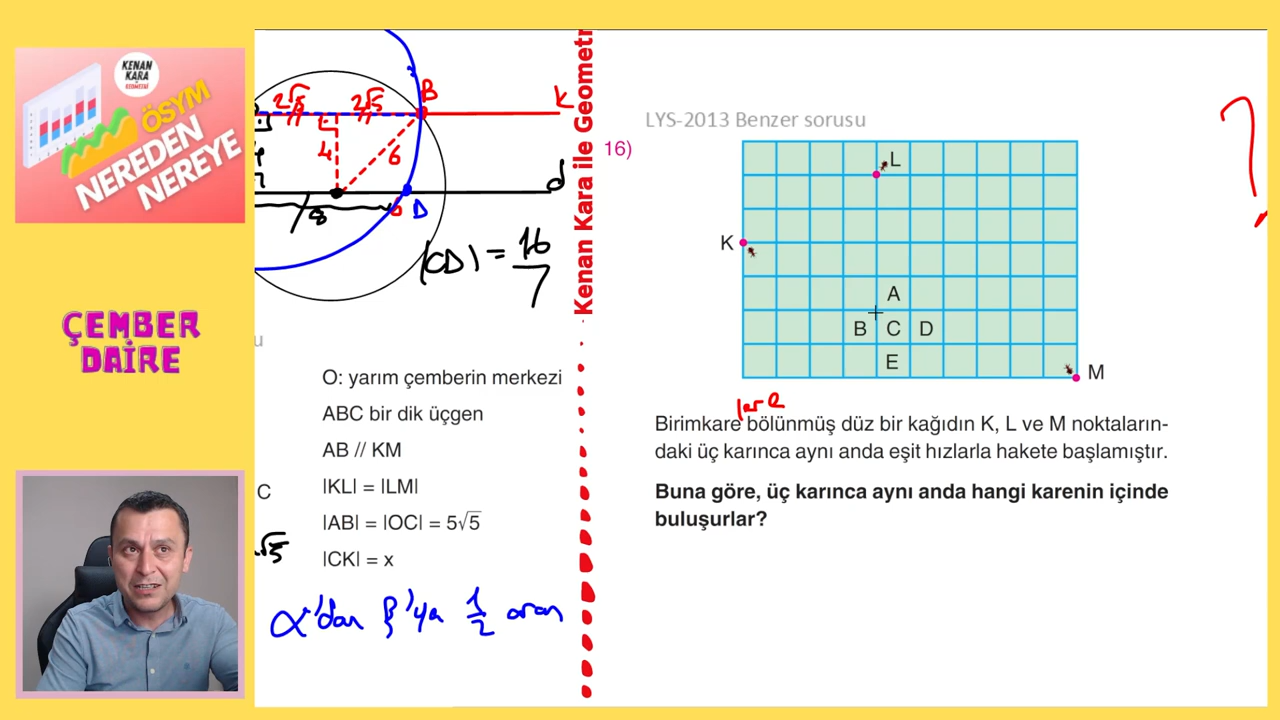 KENAN
KARA
GEOMETRİ
ÖSYM
NEREDEN
NEREYE
ÇEMBER
DAİRE
2√5
2√5
B
K
4
6
d
8
D
|CD| = 16/7
O: yarım çemberin merkezi
ABC bir dik üçgen
AB // KM
|KL| = |LM|
|AB| = |OC| = 5√5
|CK| = x
C
√5
1/2 oran
Kenan Kara ile Geometri
LYS-2013 Benzer sorusu
16)
L
K
A
B C D
E
M
Birimkare bölünmüş düz bir kağıdın K, L ve M noktaların-
daki üç karınca aynı anda eşit hızlarla hakete başlamıştır.
Buna göre, üç karınca aynı anda hangi karenin içinde
buluşurlar?